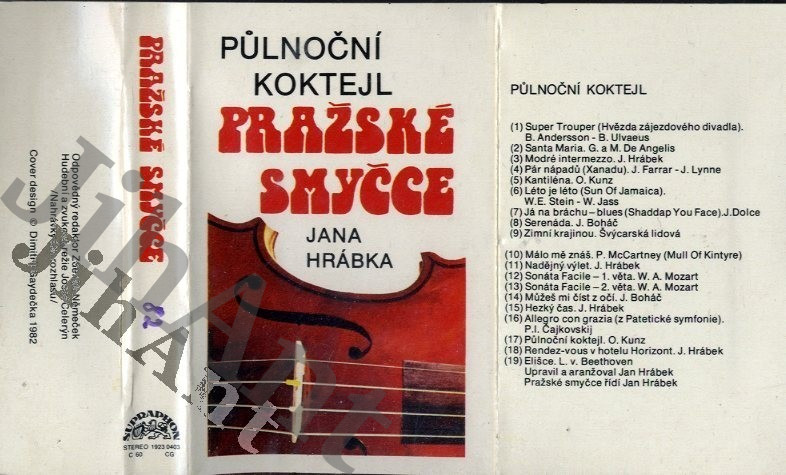 PŮLNOČNÍ
KOKTEJL
PRAŽSKÉ
SMYČCE
JANA
HRÁBKA
PRAŽSKÉ SMYČCE
82
SUPRAPHON
STEREO 1923 0403
C 60 CG
Odpovědný redaktor Němeček
Hudební a zvuková režie Celerýn
/Nahrátky rozhlasu/
Cover design © Saydečka 1982
PŮLNOČNÍ KOKTEJL
(1) Super Trouper (Hvězda zájezdového divadla).
B. Andersson - B. Ulvaeus
(2) Santa Maria. G. a M. De Angelis
(3) Modré intermezzo. J. Hrábek
(4) Pár nápadů (Xanadu). J. Farrar - J. Lynne
(5) Kantiléna. O. Kunz
(6) Léto je léto (Sun Of Jamaica).
W.E. Stein - W. Jass
(7) Já na bráchu – blues (Shaddap You Face).J.Dolce
(8) Serenáda. J. Boháč
(9) Zimní krajinou. Švýcarská lidová
(10) Málo mě znáš. P. McCartney (Mull Of Kintyre)
(11) Nadějný výlet. J. Hrábek
(12) Sonáta Facile – 1. věta. W. A. Mozart
(13) Sonáta Facile – 2. věta. W. A. Mozart
(14) Můžeš mi číst z očí. J. Boháč
(15) Hezký čas. J. Hrábek
(16) Allegro con grazia (z Patetické symfonie).
P.I. Čajkovskij
(17) Půlnoční koktejl. O. Kunz
(18) Rendez-vous v hotelu Horizont. J. Hrábek
(19) Elišce. L. v. Beethoven
Upravil a aranžoval Jan Hrábek
Pražské smyčce řídí Jan Hrábek
JihAnt
JihAnt